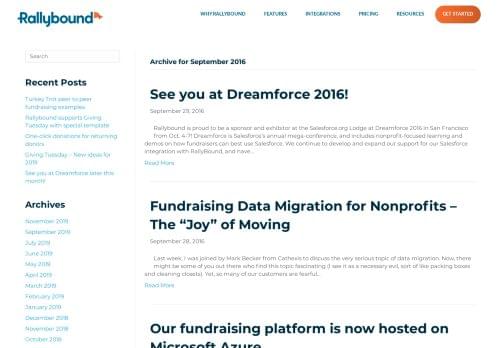 Rallybound
WHY RALLYBOUND
FEATURES
INTEGRATIONS
PRICING
RESOURCES
GET STARTED
Search
Recent Posts
Turkey Trot peer to peer
fundraising examples
Rallybound supports Giving
Tuesday with special template
One-click donations for returning
donors
Giving Tuesday – New ideas for
2019
See you at Dreamforce later this
month!
Archives
November 2019
September 2019
July 2019
June 2019
May 2019
April 2019
March 2019
February 2019
January 2019
December 2018
November 2018
October 2018
Archive for September 2016
See you at Dreamforce 2016!
September 29, 2016
Rallybound is proud to be a sponsor and exhibitor at the Salesforce.org Lodge at Dreamforce 2016 in San Francisco
from Oct. 4-7! Dreamforce is Salesforce's annual mega-conference, and includes nonprofit-focused learning and
demos on how fundraisers can best use Salesforce. We continue to develop and expand out support for our Salesforce
integration with RallyBound, and have...
Read More
Fundraising Data Migration for Nonprofits –
The “Joy” of Moving
September 28, 2016
Last week, I was joined by Mark Becker from Cathexis to discuss the very serious topic of data migration. Now, there
might be some of you out there who find this topic fascinating (I see it as a necessary evil, sort of like packing boxes
and cleaning closets). Yet, so many of our customers are fearful...
Read More
Our fundraising platform is now hosted on
Microsoft Azure